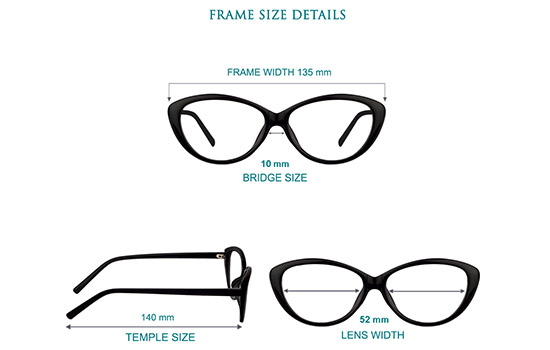 FRAME SIZE DETAILS
FRAME WIDTH 135 mm
10 mm
BRIDGE SIZE
140 mm
TEMPLE SIZE
52 mm
LENS WIDTH